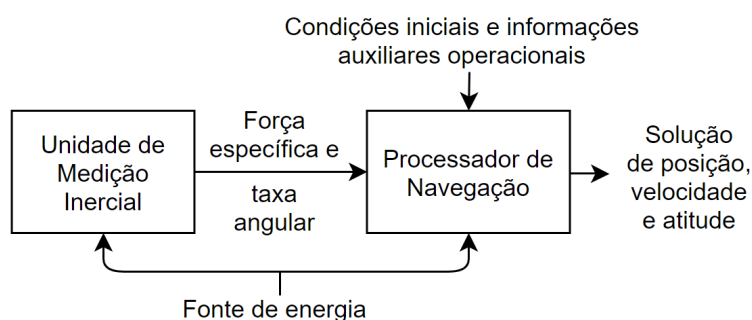 Condições iniciais e informações
auxiliares operacionais
Unidade de
Medição
Inercial
Força
específica e
taxa
angular
Processador de
Navegação
Solução
de posição,
velocidade
e atitude
Fonte de energia